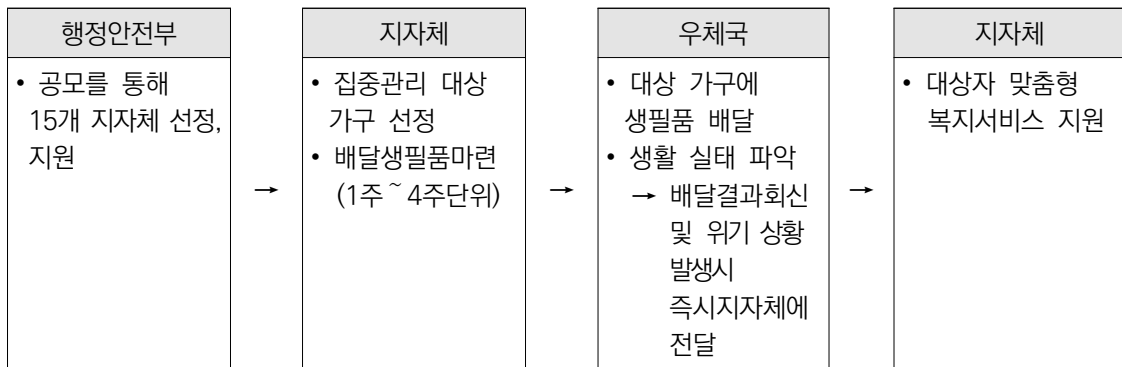 행정안전부
• 공모를 통해
15개 지자체 선정,
지원
→
지자체
• 집중관리 대상
가구 선정
• 배달생필품마련
(1주~4주단위)
→
우체국
• 대상 가구에
생필품 배달
• 생활 실태 파악
→ 배달결과회신
및 위기 상황
발생시
즉시지자체에
전달
→
지자체
• 대상자 맞춤형
복지서비스 지원